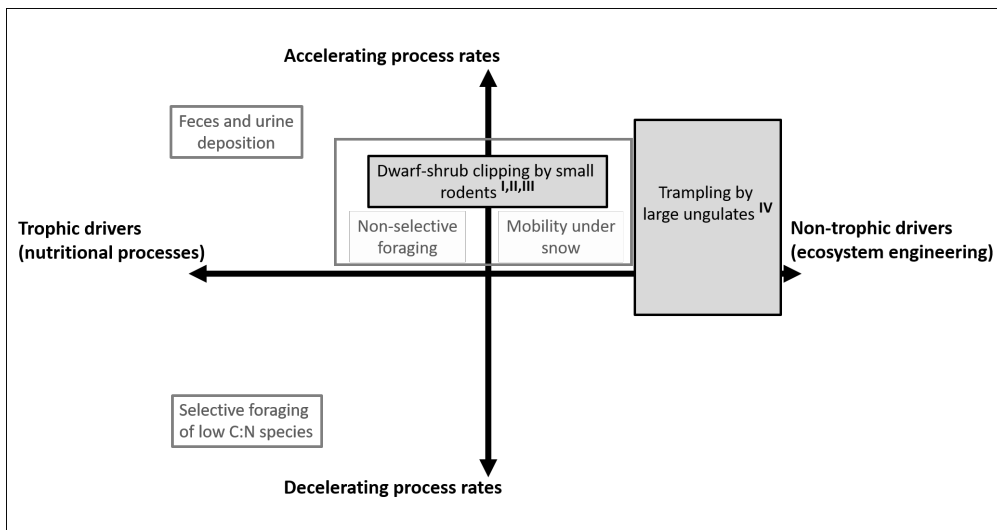 Accelerating process rates
Feces and urine
deposition
Dwarf-shrub clipping by small
rodents I,II,III
Trampling by
large ungulates IV
Non-selective
foraging
Mobility under
snow
Trophic drivers
(nutritional processes)
Non-trophic drivers
(ecosystem engineering)
Selective foraging
of low C:N species
Decelerating process rates